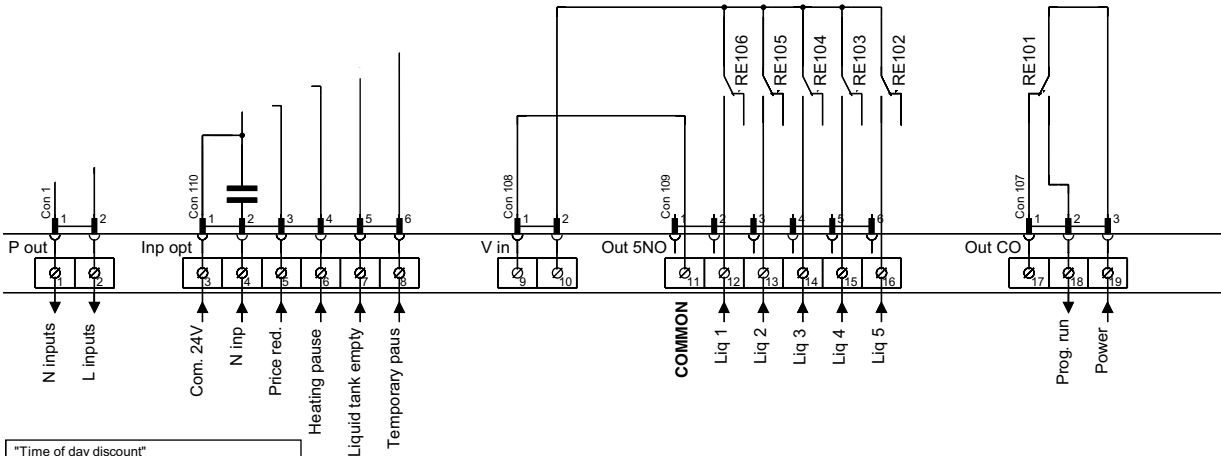 RE106
RE105
RE104
RE103
RE102
RE101
Con 1
1
2
Con 110
1
2
3
4
5
6
Con 108
1
2
Con 109
1
2
3
4
5
6
Con 107
1
2
3
P out
Inp opt
V in
Out 5NO
Out CO
1
2
3
4
5
6
7
8
9
10
11
12
13
14
15
16
17
18
19
N inputs
L inputs
Com. 24V
N inp
Price red.
Heating pause
Liquid tank empty
Temporary paus
COMMON
Liq 1
Liq 2
Liq 3
Liq 4
Liq 5
Prog. run
Power
"Time of day discount"